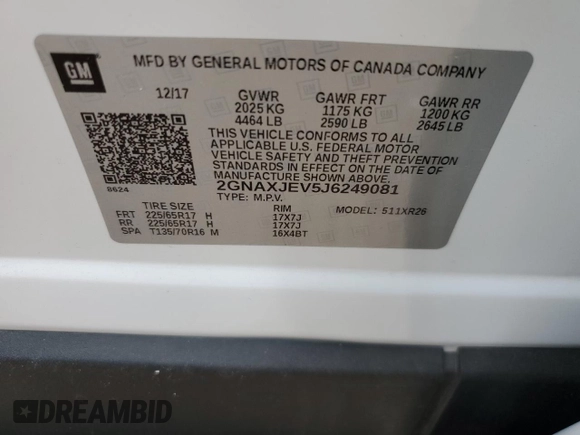 GM
MFD BY GENERAL MOTORS OF CANADA COMPANY
12/17 GVWR GAWR FRT GAWR RR
2025 KG 1175 KG 1200 KG
4464 LB 2590 LB 2645 LB
THIS VEHICLE CONFORMS TO ALL
APPLICABLE U.S. FEDERAL MOTOR
VEHICLE SAFETY AND THEFT PREVENTION
STANDARDS IN EFFECT ON THE DATE OF
MANUFACTURE SHOWN ABOVE.
8624
2GNAXJEV5J6249081
TYPE: M.P.V. MODEL: 511XR26
TIRE SIZE RIM
FRT 225/65R17 H 17X7J
RR 225/65R17 H 17X7J
SPA T135/70R16 M 16X4BT
DREAMBID